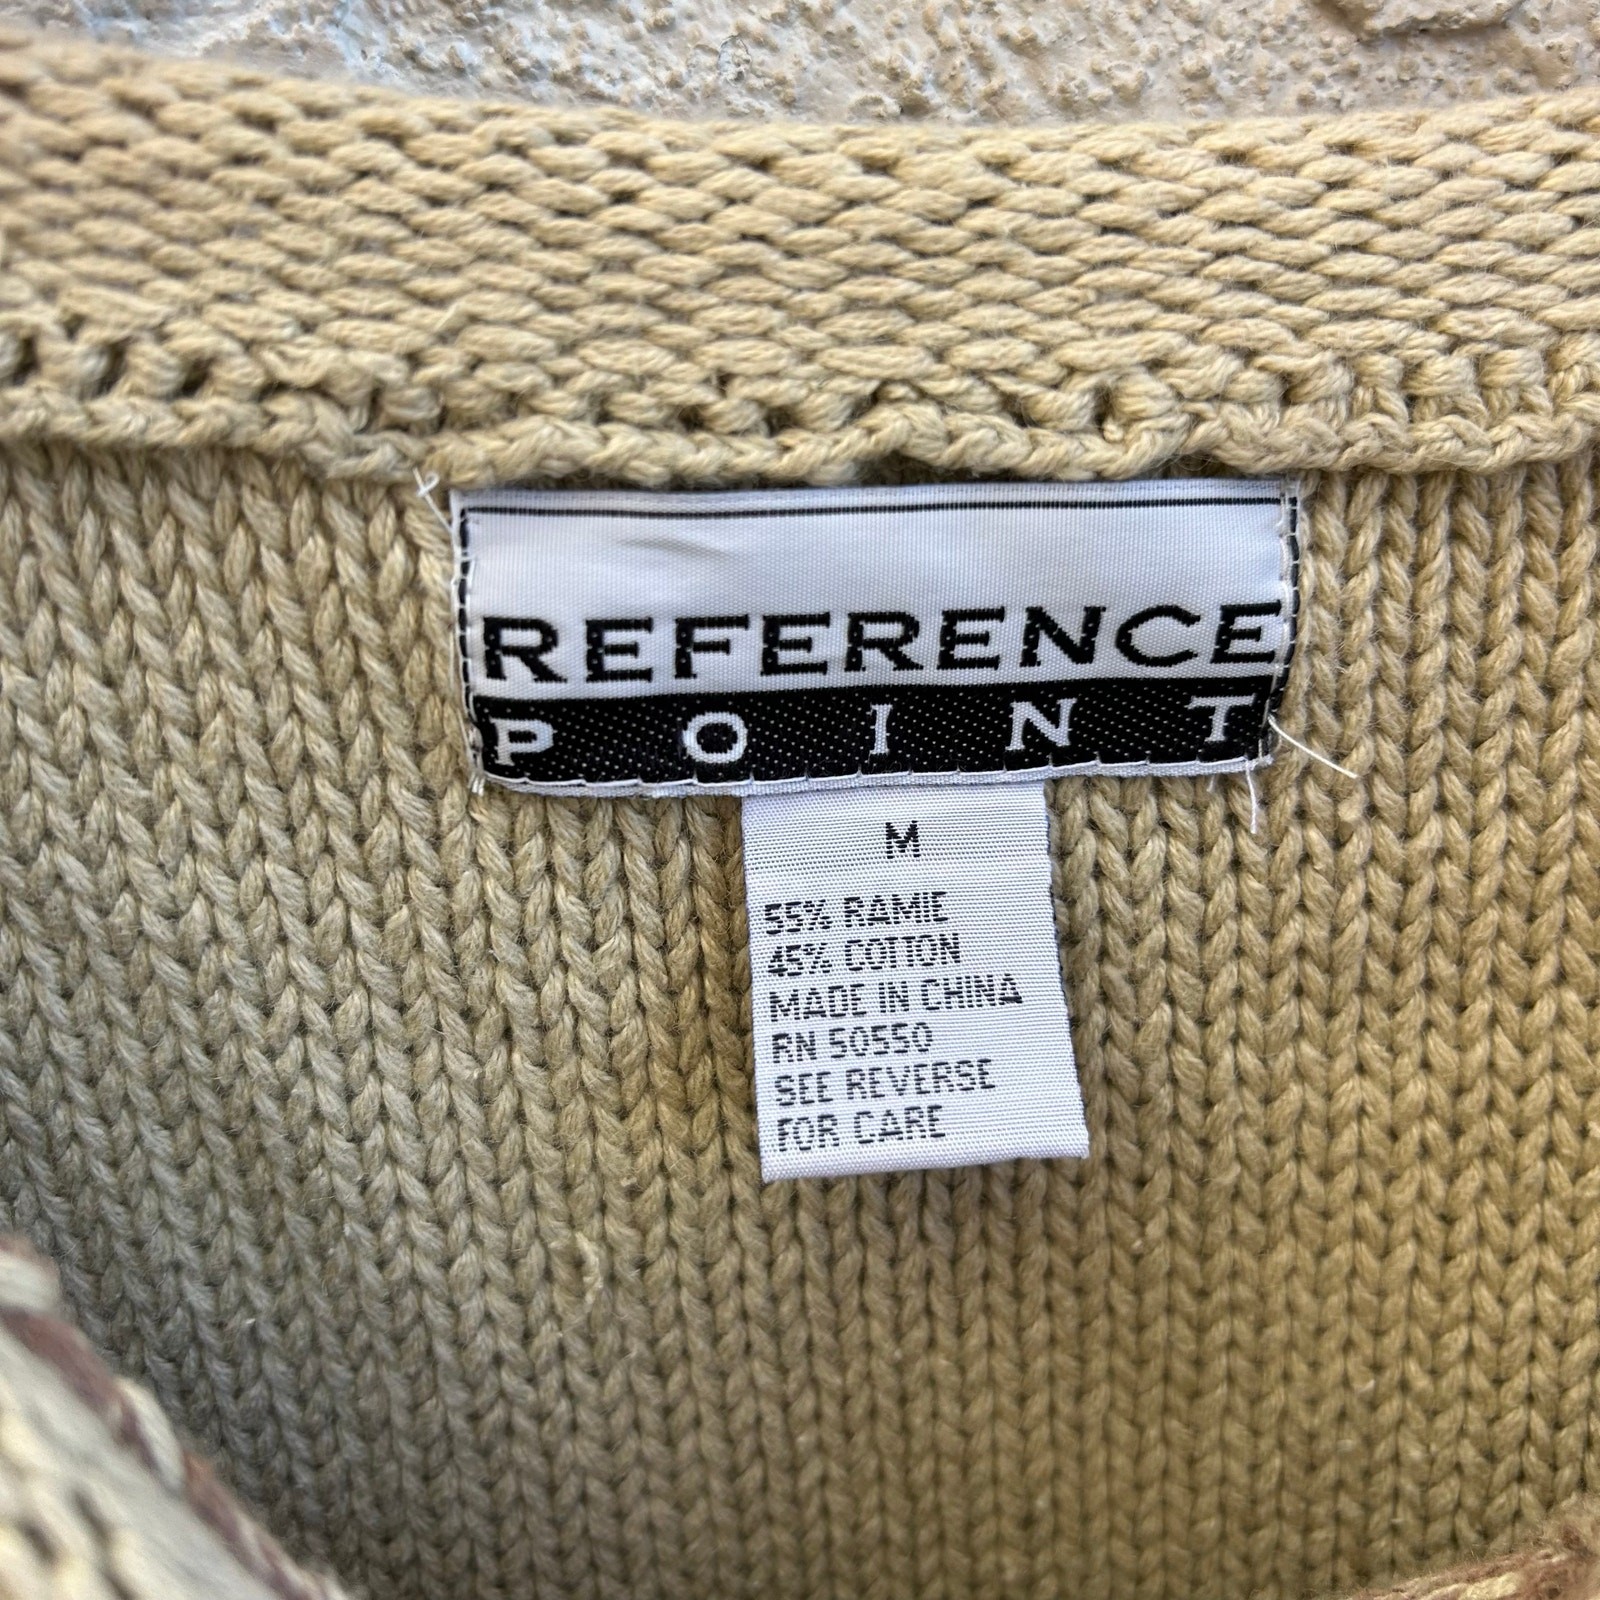 REFERENCE
POINT
M
55% RAMIE
45% COTTON
MADE IN CHINA
RN 50550
SEE REVERSE
FOR CARE